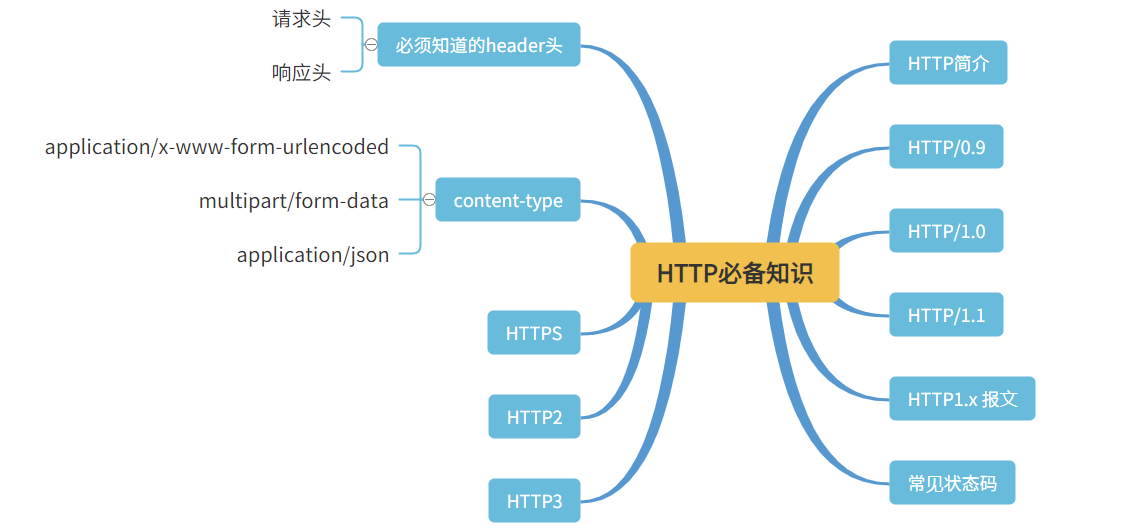 请求头
响应头
必须知道的header头
application/x-www-form-urlencoded
multipart/form-data
application/json
content-type
HTTPS
HTTP2
HTTP3
HTTP必备知识
HTTP简介
HTTP/0.9
HTTP/1.0
HTTP/1.1
HTTP1.x 报文
常见状态码